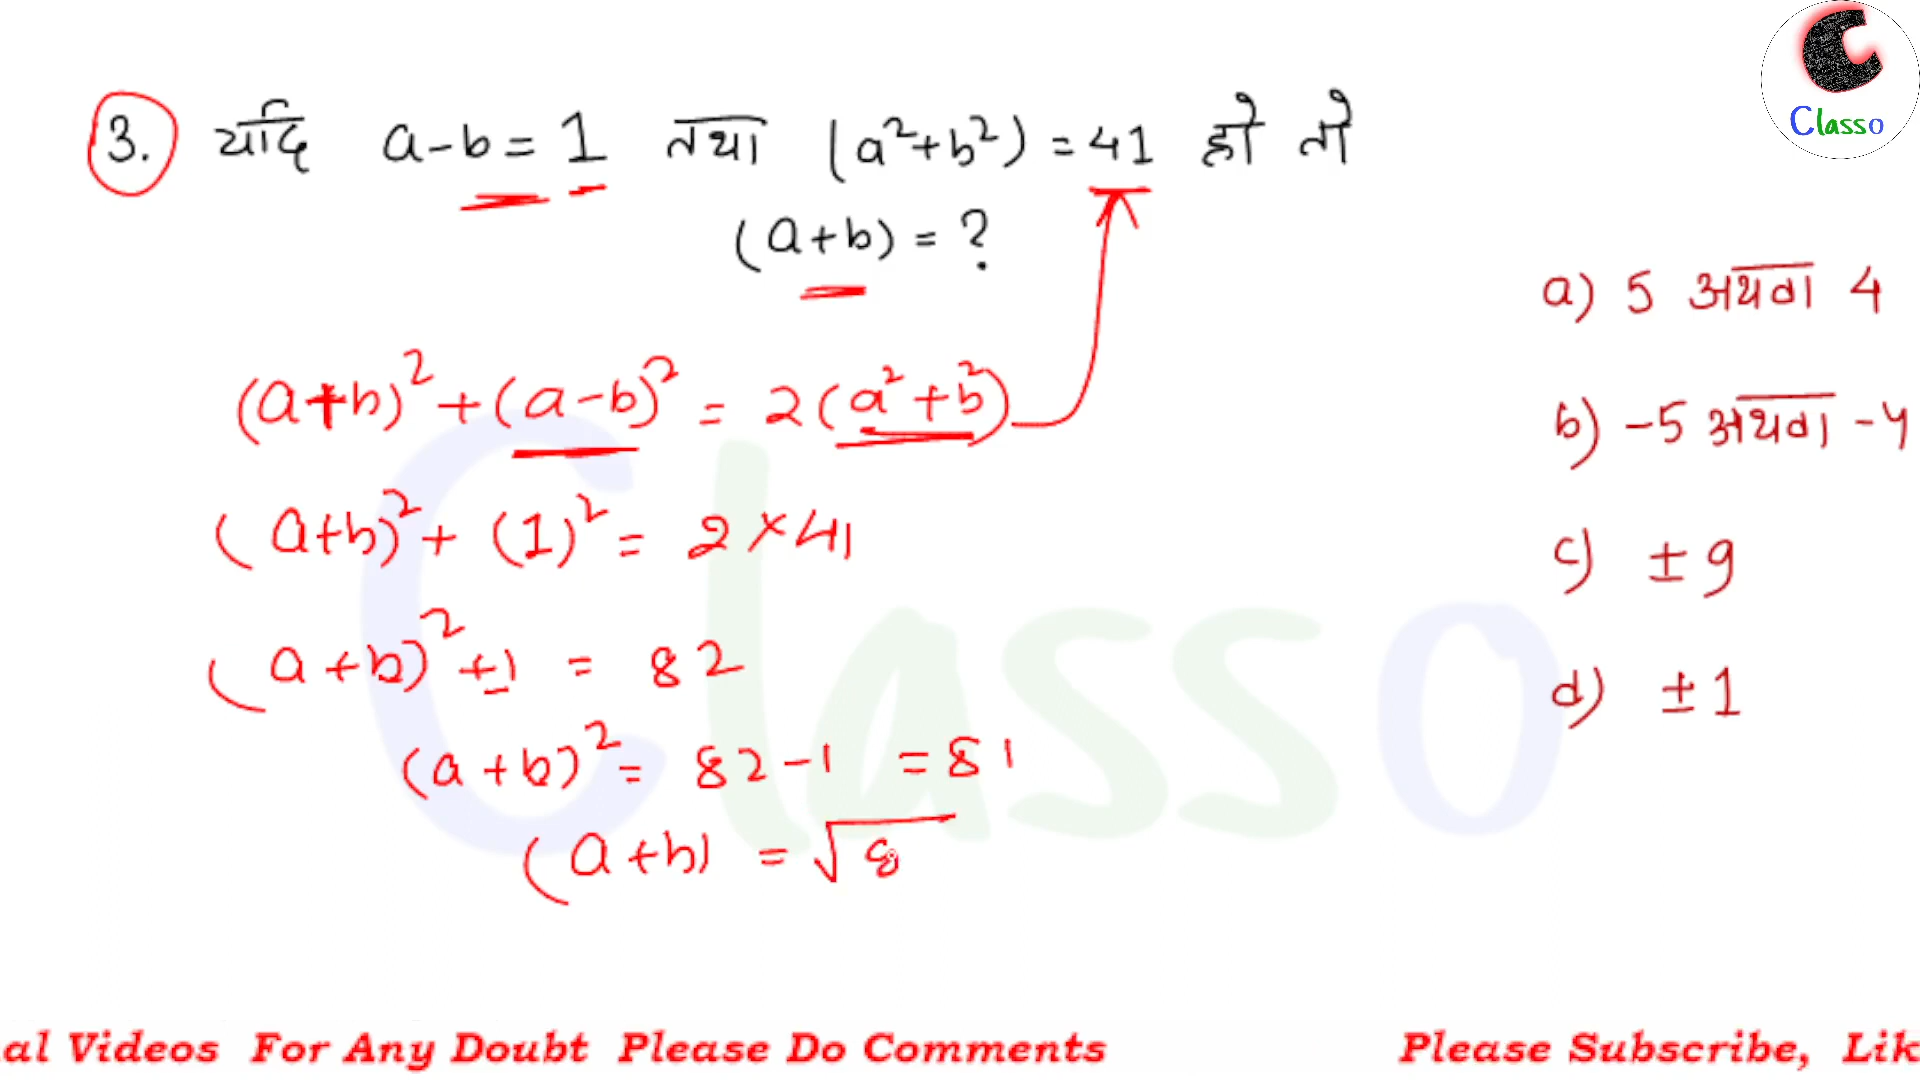 3. यदि a-b = 1 तथा (a²+b²) = 41 हो तो
(a+b) = ?
(a+b)² + (a-b)² = 2(a²+b²)
(a+b)² + (1)² = 2×41
(a+b)² +1 = 82
(a+b)² = 82-1 = 81
(a+b) = √8
a) 5 अथवा 4
b) -5 अथवा -4
c) ±9
d) ±1
Classo
Classo
al Videos For Any Doubt Please Do Comments Please Subscribe, Lik